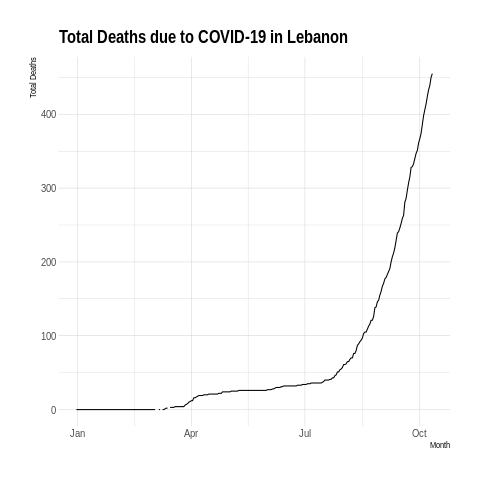 Total Deaths due to COVID-19 in Lebanon
Total Deaths
400
300
200
100
0
Jan Apr Jul Oct
Month